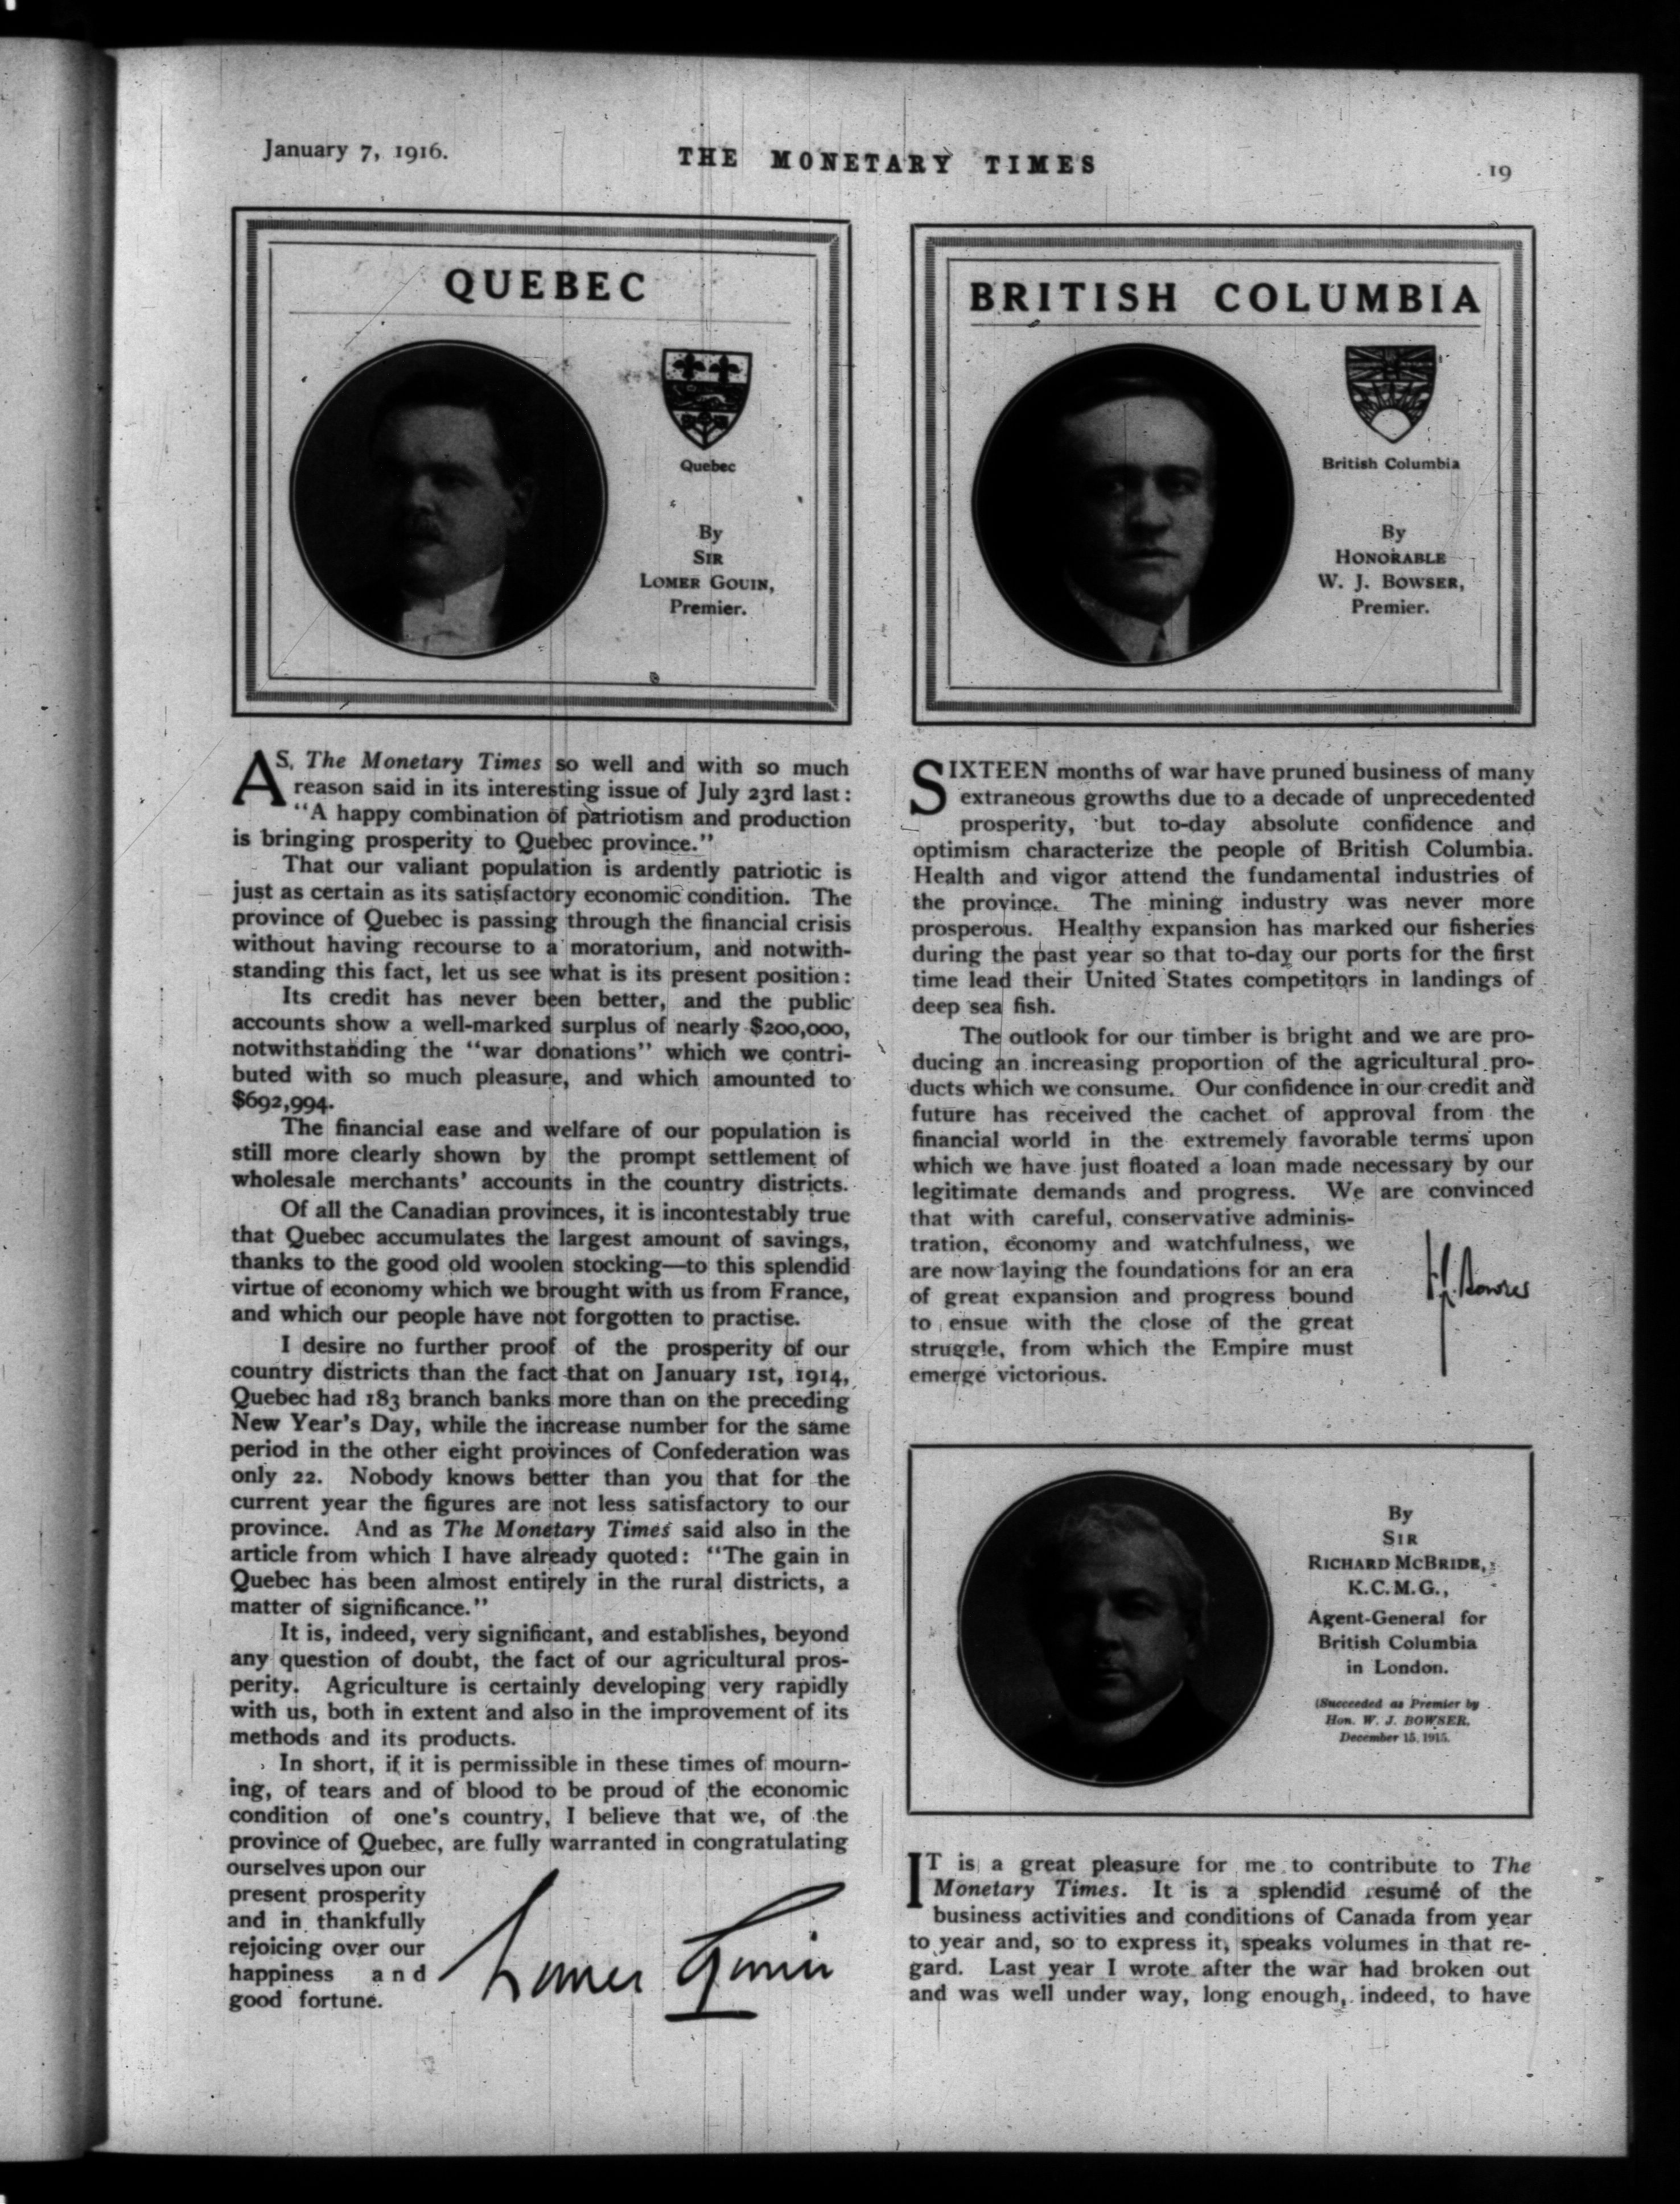 January 7, 1916.
THE MONETARY TIMES
19
QUEBEC
Quebec
By
SIR
LOMER GOUIN,
Premier.
AS The Monetary Times so well and with so much
reason said in its interesting issue of July 23rd last:
"A happy combination of patriotism and production
is bringing prosperity to Quebec province."
That our valiant population is ardently patriotic is
just as certain as its satisfactory economic condition. The
province of Quebec is passing through the financial crisis
without having recourse to a moratorium, and notwith-
standing this fact, let us see what is its present position:
Its credit has never been better, and the public
accounts show a well-marked surplus of nearly $200,000,
notwithstanding the "war donations" which we contri-
buted with so much pleasure, and which amounted to
$692,994.
The financial ease and welfare of our population is
still more clearly shown by the prompt settlement of
wholesale merchants' accounts in the country districts.
Of all the Canadian provinces, it is incontestably true
that Quebec accumulates the largest amount of savings,
thanks to the good old woolen stocking—to this splendid
virtue of economy which we brought with us from France,
and which our people have not forgotten to practise.
I desire no further proof of the prosperity of our
country districts than the fact that on January 1st, 1914,
Quebec had 183 branch banks more than on the preceding
New Year's Day, while the increase number for the same
period in the other eight provinces of Confederation was
only 22. Nobody knows better than you that for the
current year the figures are not less satisfactory to our
province. And as The Monetary Times said also in the
article from which I have already quoted: "The gain in
Quebec has been almost entirely in the rural districts, a
matter of significance."
It is, indeed, very significant, and establishes, beyond
any question of doubt, the fact of our agricultural pros-
perity. Agriculture is certainly developing very rapidly
with us, both in extent and also in the improvement of its
methods and its products.
In short, if it is permissible in these times of mourn-
ing, of tears and of blood to be proud of the economic
condition of one's country, I believe that we, of the
province of Quebec, are fully warranted in congratulating
ourselves upon our
present prosperity
and in thankfully
rejoicing over our
happiness and
good fortune.
Lomer Gouin
BRITISH COLUMBIA
British Columbia
By
HONORABLE
W. J. BOWSER,
Premier.
SIXTEEN months of war have pruned business of many
extraneous growths due to a decade of unprecedented
prosperity, but to-day absolute confidence and
optimism characterize the people of British Columbia.
Health and vigor attend the fundamental industries of
the province. The mining industry was never more
prosperous. Healthy expansion has marked our fisheries
during the past year so that to-day our ports for the first
time lead their United States competitors in landings of
deep sea fish.
The outlook for our timber is bright and we are pro-
ducing an increasing proportion of the agricultural pro-
ducts which we consume. Our confidence in our credit and
future has received the cachet of approval from the
financial world in the extremely favorable terms upon
which we have just floated a loan made necessary by our
legitimate demands and progress. We are convinced
that with careful, conservative adminis-
tration, economy and watchfulness, we
are now laying the foundations for an era
of great expansion and progress bound
to ensue with the close of the great
struggle, from which the Empire must
emerge victorious.
By
SIR
RICHARD MCBRIDE,
K.C.M.G.,
Agent-General for
British Columbia
in London.
(Succeeded as Premier by
Hon. W. J. BOWSER,
December 15, 1915.
IT is a great pleasure for me to contribute to The
Monetary Times. It is a splendid resumé of the
business activities and conditions of Canada from year
to year and, so to express it, speaks volumes in that re-
gard. Last year I wrote after the war had broken out
and was well under way, long enough, indeed, to have